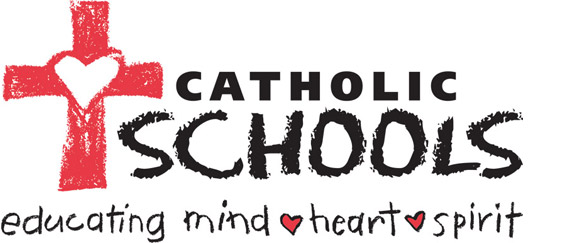 CATHOLIC
SCHOOLS
educating mind ♥ heart ♥ spirit